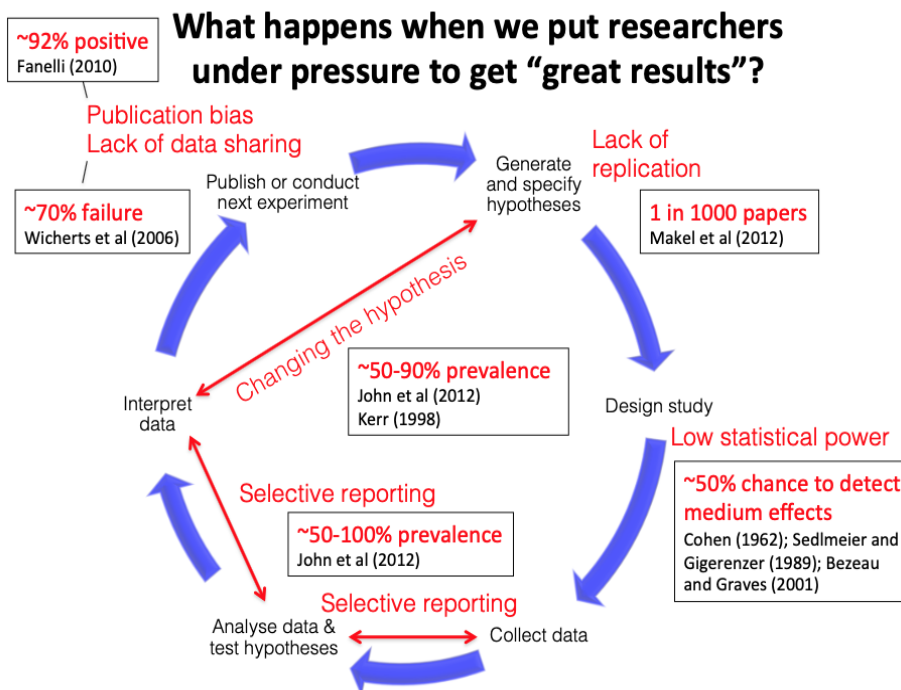 What happens when we put researchers
under pressure to get “great results”?
~92% positive
Fanelli (2010)
Publication bias
Lack of data sharing
~70% failure
Wicherts et al (2006)
Publish or conduct
next experiment
Generate
and specify
hypotheses
Lack of
replication
1 in 1000 papers
Makel et al (2012)
Changing the hypothesis
~50-90% prevalence
John et al (2012)
Kerr (1998)
Interpret
data
Design study
Low statistical power
~50% chance to detect
medium effects
Cohen (1962); Sedlmeier and
Gigerenzer (1989); Bezeau
and Graves (2001)
Selective reporting
~50-100% prevalence
John et al (2012)
Selective reporting
Analyse data &
test hypotheses
Collect data